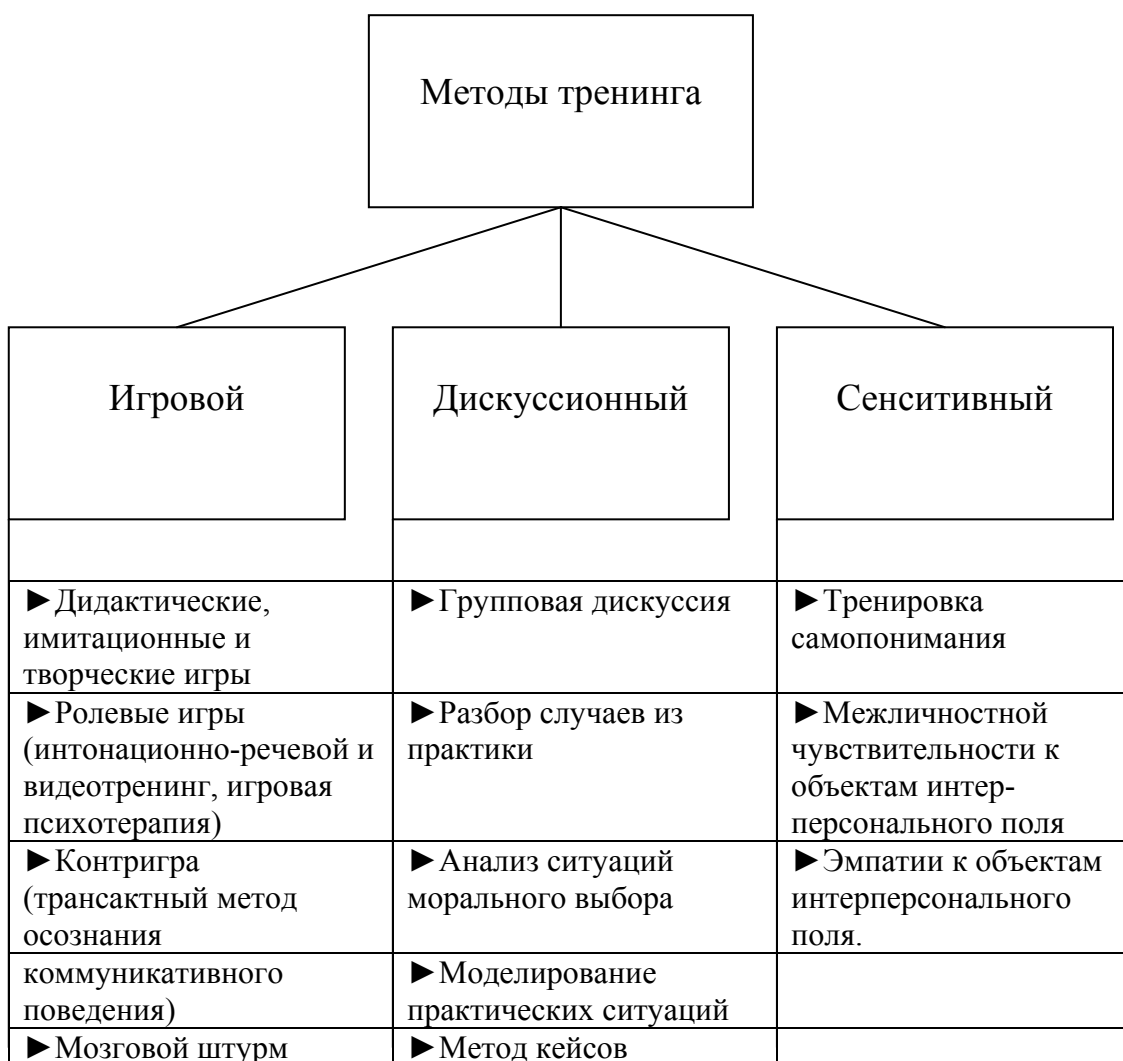 Методы тренинга
Игровой
Дискуссионный
Сенситивный
►Дидактические,
имитационные и
творческие игры
►Групповая дискуссия
►Тренировка
самопонимания
►Ролевые игры
(интонационно-речевой и
видеотренинг, игровая
психотерапия)
►Разбор случаев из
практики
►Межличностной
чувствительности к
объектам интер-
персонального поля
►Контригра
(трансактный метод
осознания
►Анализ ситуаций
морального выбора
►Эмпатии к объектам
интерперсонального
поля.
коммуникативного
поведения)
►Моделирование
практических ситуаций
►Мозговой штурм
►Метод кейсов